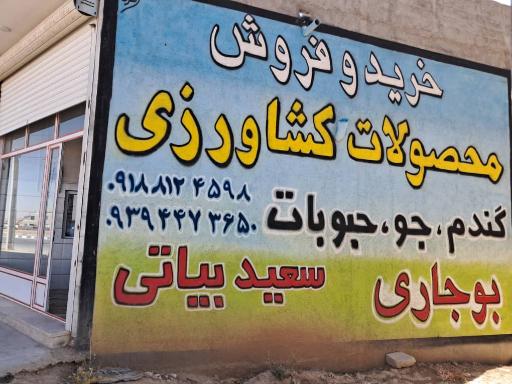 خرید و فروش
محصولات کشاورزی
۰۹۱۸۸۱۲۴۵۹۸
گندم، جو، حبوبات
۰۹۳۹۴۴۷۳۶۵۰
بوجاری
سعید بیاتی